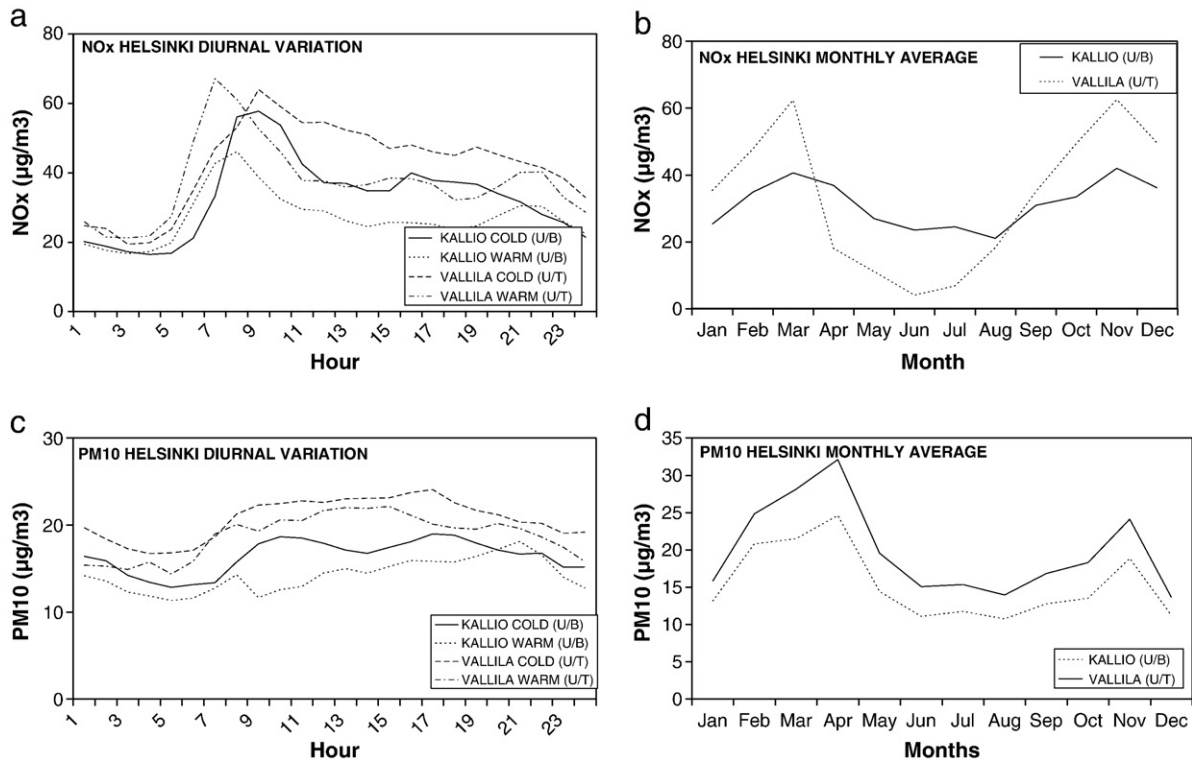 a
NOx HELSINKI DIURNAL VARIATION
NOx (µg/m3)
80
60
40
20
0
KALLIO COLD (U/B)
KALLIO WARM (U/B)
VALLILA COLD (U/T)
VALLILA WARM (U/T)
1 3 5 7 9 11 13 15 17 19 21 23
Hour
b
NOx HELSINKI MONTHLY AVERAGE
KALLIO (U/B)
VALLILA (U/T)
NOx (µg/m3)
80
60
40
20
0
Jan Feb Mar Apr May Jun Jul Aug Sep Oct Nov Dec
Month
c
PM10 HELSINKI DIURNAL VARIATION
PM10 (µg/m3)
30
20
10
0
KALLIO COLD (U/B)
KALLIO WARM (U/B)
VALLILA COLD (U/T)
VALLILA WARM (U/T)
1 3 5 7 9 11 13 15 17 19 21 23
Hour
d
PM10 HELSINKI MONTHLY AVERAGE
PM10 (µg/m3)
35
30
25
20
15
10
5
0
KALLIO (U/B)
VALLILA (U/T)
Jan Feb Mar Apr May Jun Jul Aug Sep Oct Nov Dec
Months